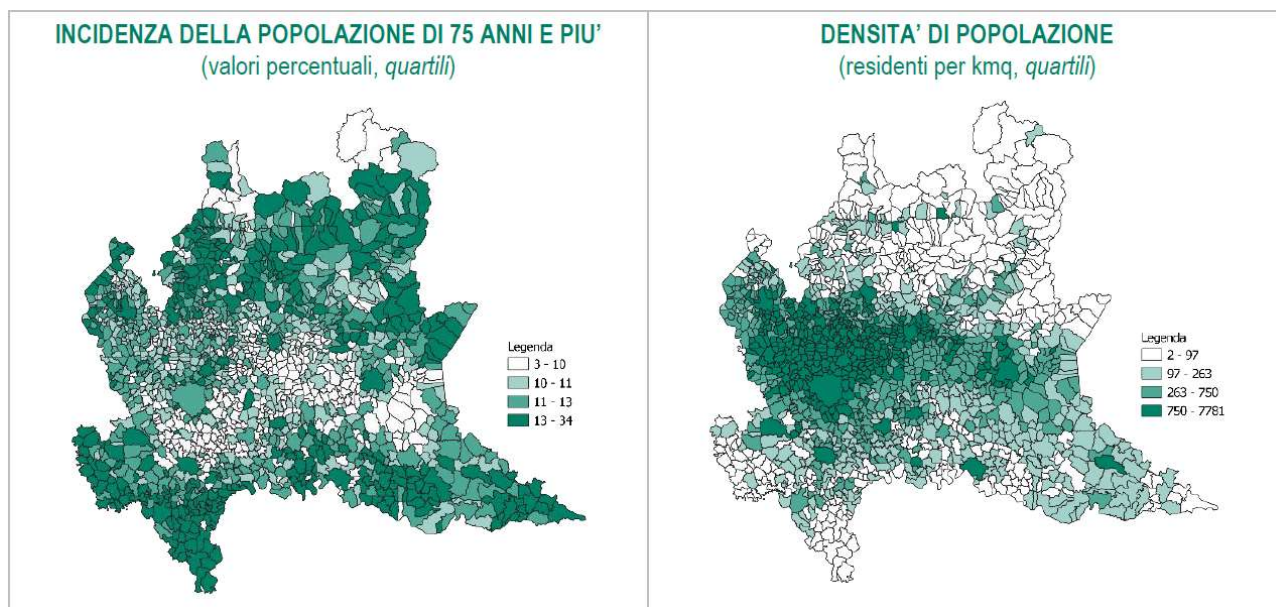 INCIDENZA DELLA POPOLAZIONE DI 75 ANNI E PIU'
(valori percentuali, quartili)
Legenda
3 - 10
10 - 11
11 - 13
13 - 34
DENSITA' DI POPOLAZIONE
(residenti per kmq, quartili)
Legenda
2 - 97
97 - 263
263 - 750
750 - 7781